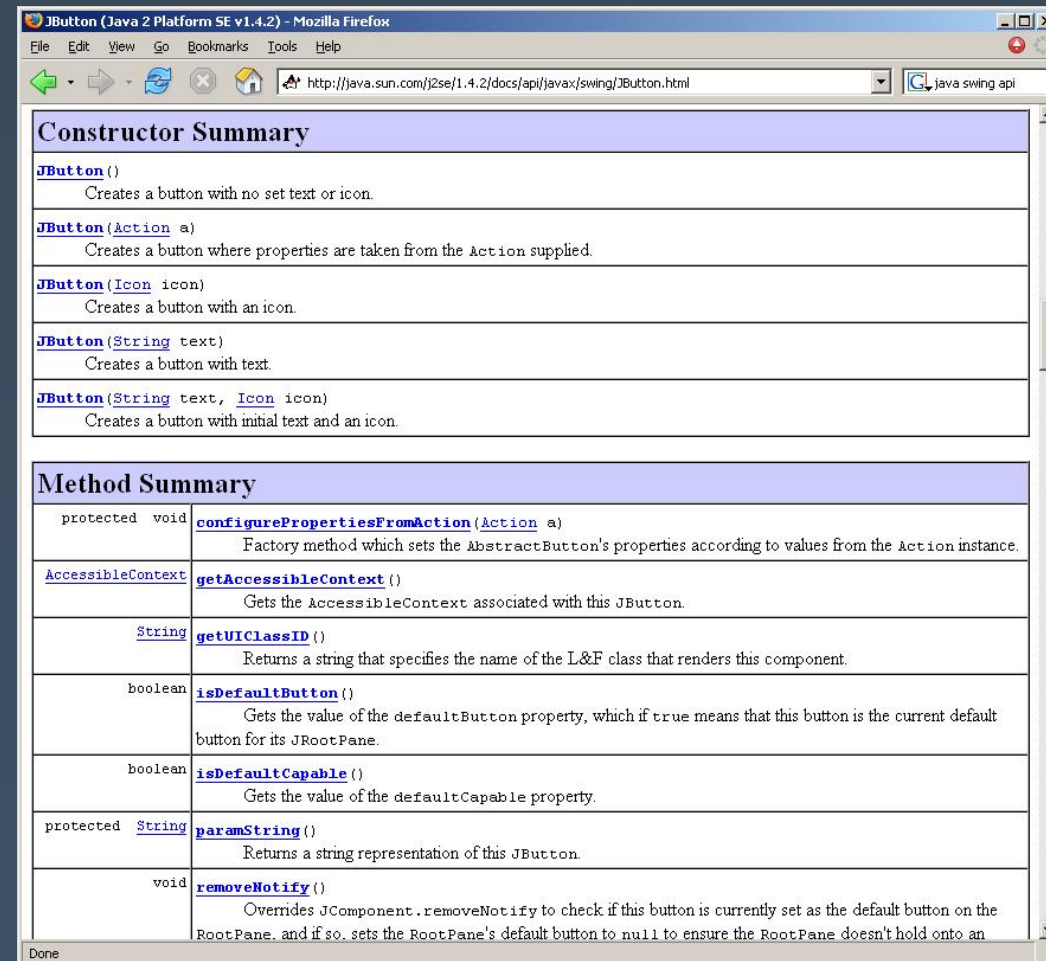 JButton (Java 2 Platform SE v1.4.2) - Mozilla Firefox
File Edit View Go Bookmarks Tools Help
http://java.sun.com/j2se/1.4.2/docs/api/javax/swing/JButton.html
G java swing api
Constructor Summary
JButton()
Creates a button with no set text or icon.
JButton(Action a)
Creates a button where properties are taken from the Action supplied.
JButton(Icon icon)
Creates a button with an icon.
JButton(String text)
Creates a button with text.
JButton(String text, Icon icon)
Creates a button with initial text and an icon.
Method Summary
protected void configurePropertiesFromAction(Action a)
Factory method which sets the AbstractButton's properties according to values from the Action instance.
AccessibleContext getAccessibleContext()
Gets the AccessibleContext associated with this JButton.
String getUIClassID()
Returns a string that specifies the name of the L&F class that renders this component.
boolean isDefaultButton()
Gets the value of the defaultButton property, which if true means that this button is the current default
button for its JRootPane.
boolean isDefaultCapable()
Gets the value of the defaultCapable property.
protected String paramString()
Returns a string representation of this JButton.
void removeNotify()
Overrides JComponent.removeNotify to check if this button is currently set as the default button on the
RootPane, and if so, sets the RootPane's default button to null to ensure the RootPane doesn't hold onto an
Done